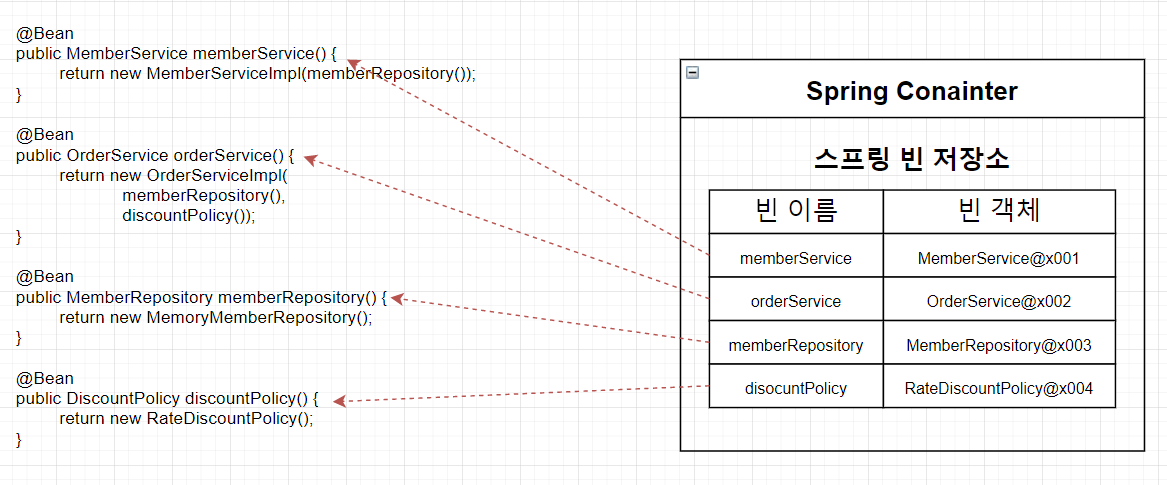 @Bean
public MemberService memberService() {
return new MemberServiceImpl(memberRepository());
}
@Bean
public OrderService orderService() {
return new OrderServiceImpl(
memberRepository(),
discountPolicy());
}
@Bean
public MemberRepository memberRepository() {
return new MemoryMemberRepository();
}
@Bean
public DiscountPolicy discountPolicy() {
return new RateDiscountPolicy();
}
Spring Conainter
스프링 빈 저장소
빈 이름 빈 객체
memberService MemberService@x001
orderService OrderService@x002
memberRepository MemberRepository@x003
disocuntPolicy RateDiscountPolicy@x004